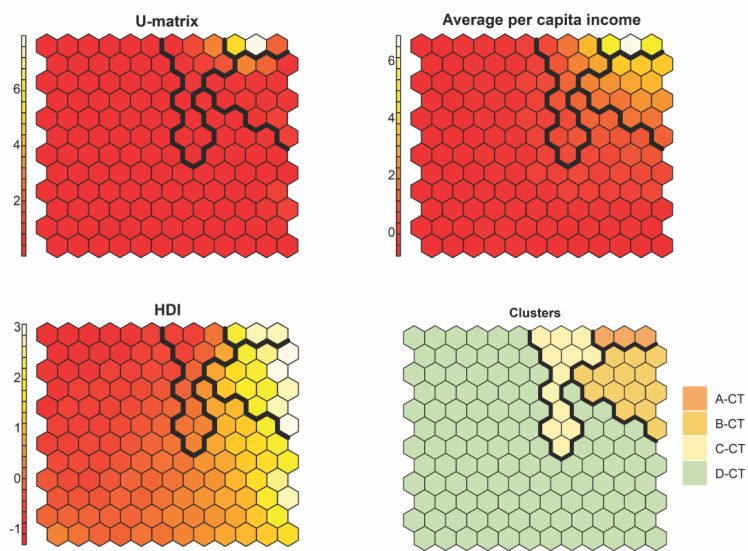 U-matrix
6
4
2
Average per capita income
6
4
2
0
HDI
3
2
1
0
-1
Clusters
A-CT
B-CT
C-CT
D-CT